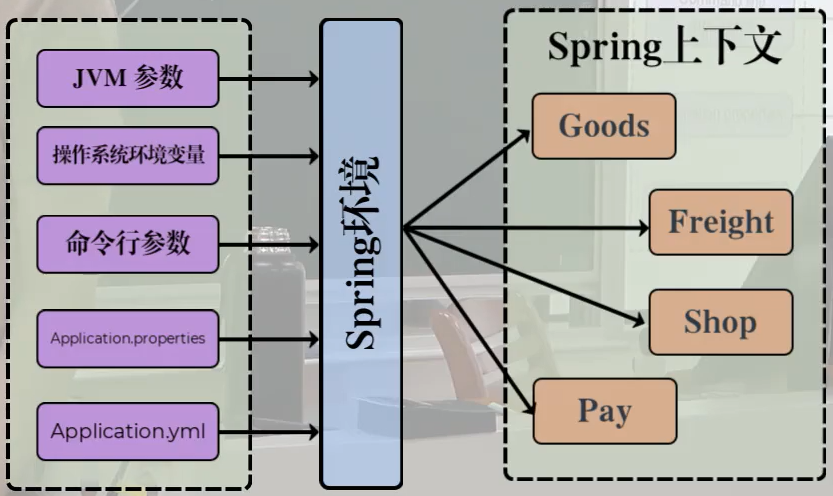 JVM 参数
操作系统环境变量
命令行参数
Application.properties
Application.yml
Spring环境
Spring上下文
Goods
Freight
Shop
Pay